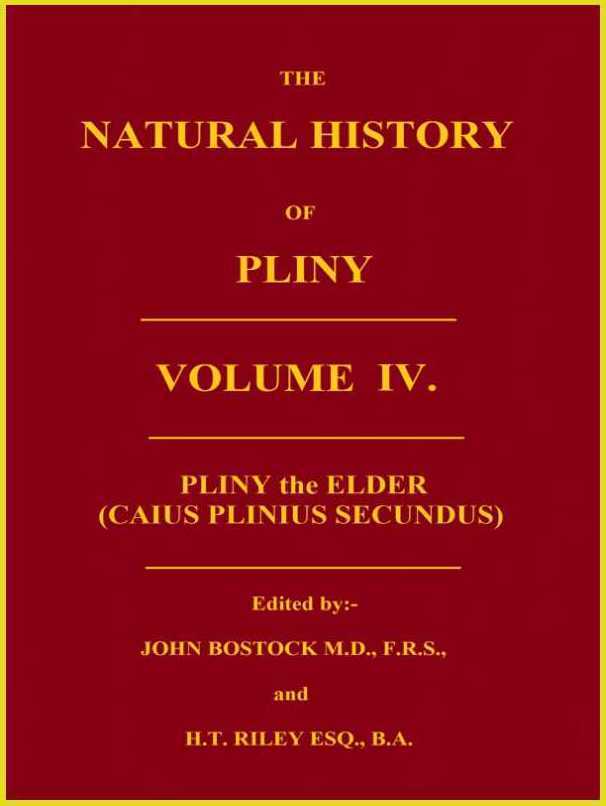 THE
NATURAL HISTORY
OF
PLINY
VOLUME IV.
PLINY the ELDER
(CAIUS PLINIUS SECUNDUS)
Edited by:-
JOHN BOSTOCK M.D., F.R.S.,
and
H.T. RILEY ESQ., B.A.